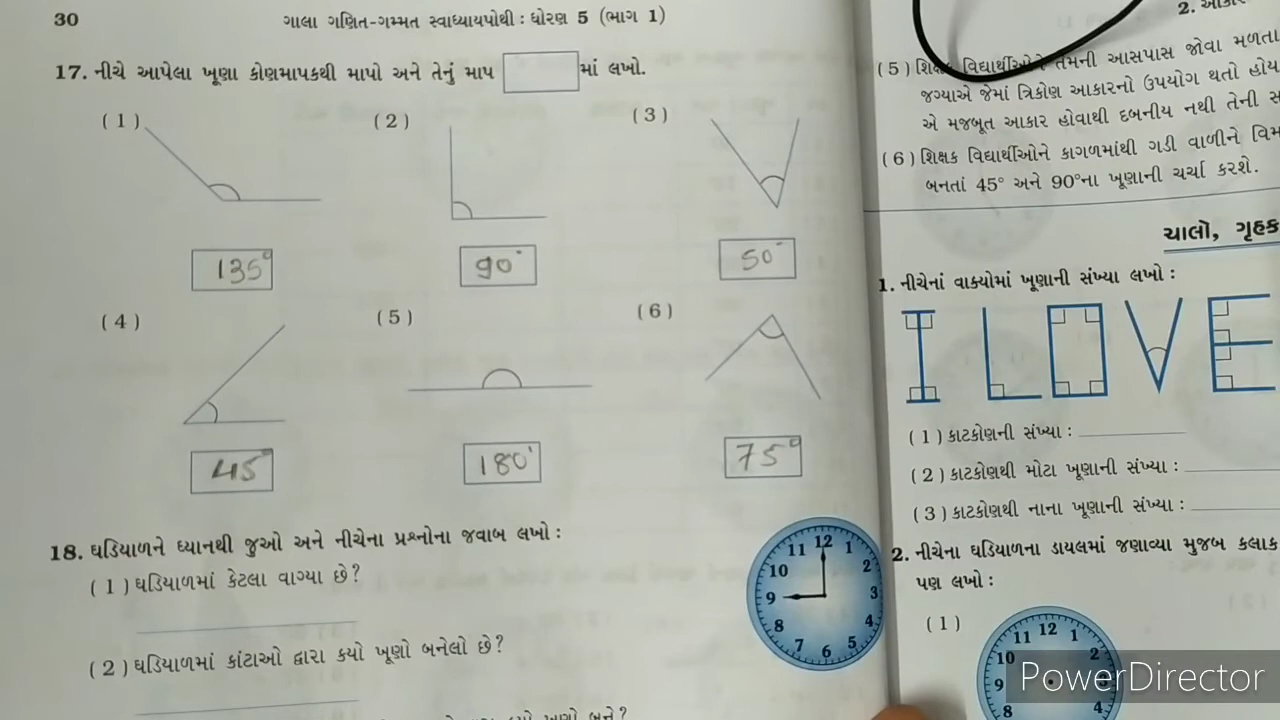 30
ગાલા ગણિત-ગમ્મત સ્વાધ્યાયપોથી : ધોરણ 5 (ભાગ 1)
17. નીચે આપેલા ખૂણા કોણમાપકથી માપો અને તેનું માપ માં લખો.
(1) (2) (3)
135° 90° 50°
(4) (5) (6)
45° 180° 75°
18. ઘડિયાળને ધ્યાનથી જુઓ અને નીચેના પ્રશ્નોના જવાબ લખો :
(1) ઘડિયાળમાં કેટલા વાગ્યા છે?
(2) ઘડિયાળમાં કાંટાઓ દ્વારા કયો ખૂણો બનેલો છે?
12 1 2 3 4 5 6 7 8 9 10 11
2.
(5) શિક્ષક વિદ્યાર્થીઓને તેમની આસપાસ જોવા મળતા
જગ્યાએ જેમાં ત્રિકોણ આકારનો ઉપયોગ થતો હોય
એ મજબૂત આકાર હોવાથી દબનીય નથી તેની
(6) શિક્ષક વિદ્યાર્થીઓને કાગળમાંથી ગડી વાળીને
બનતાં 45° અને 90°ના ખૂણાની ચર્ચા કરશે.
ચાલો,
1. નીચેનાં વાક્યોમાં ખૂણાની સંખ્યા લખો :
I LOVE
(1) કાટકોણની સંખ્યા :
(2) કાટકોણથી મોટા ખૂણાની સંખ્યા :
(3) કાટકોણથી નાના ખૂણાની સંખ્યા :
2. નીચેના ઘડિયાળના ડાયલમાં જણાવ્યા મુજબ કલાક
પણ લખો :
(1)
11 12 1 2 4 8 9 10
PowerDirector